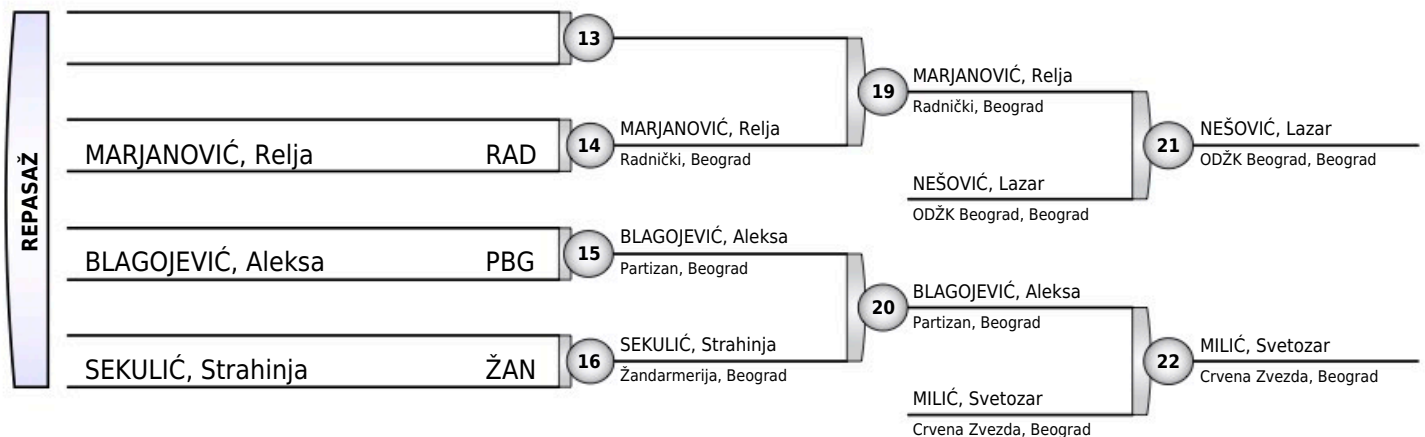 REPASAŽ
13
MARJANOVIĆ, Relja RAD
14
BLAGOJEVIĆ, Aleksa PBG
15
SEKULIĆ, Strahinja ŽAN
16
MARJANOVIĆ, Relja
Radnički, Beograd
BLAGOJEVIĆ, Aleksa
Partizan, Beograd
SEKULIĆ, Strahinja
Žandarmerija, Beograd
19
20
MARJANOVIĆ, Relja
Radnički, Beograd
NEŠOVIĆ, Lazar
ODŽK Beograd, Beograd
BLAGOJEVIĆ, Aleksa
Partizan, Beograd
MILIĆ, Svetozar
Crvena Zvezda, Beograd
21
22
NEŠOVIĆ, Lazar
ODŽK Beograd, Beograd
MILIĆ, Svetozar
Crvena Zvezda, Beograd